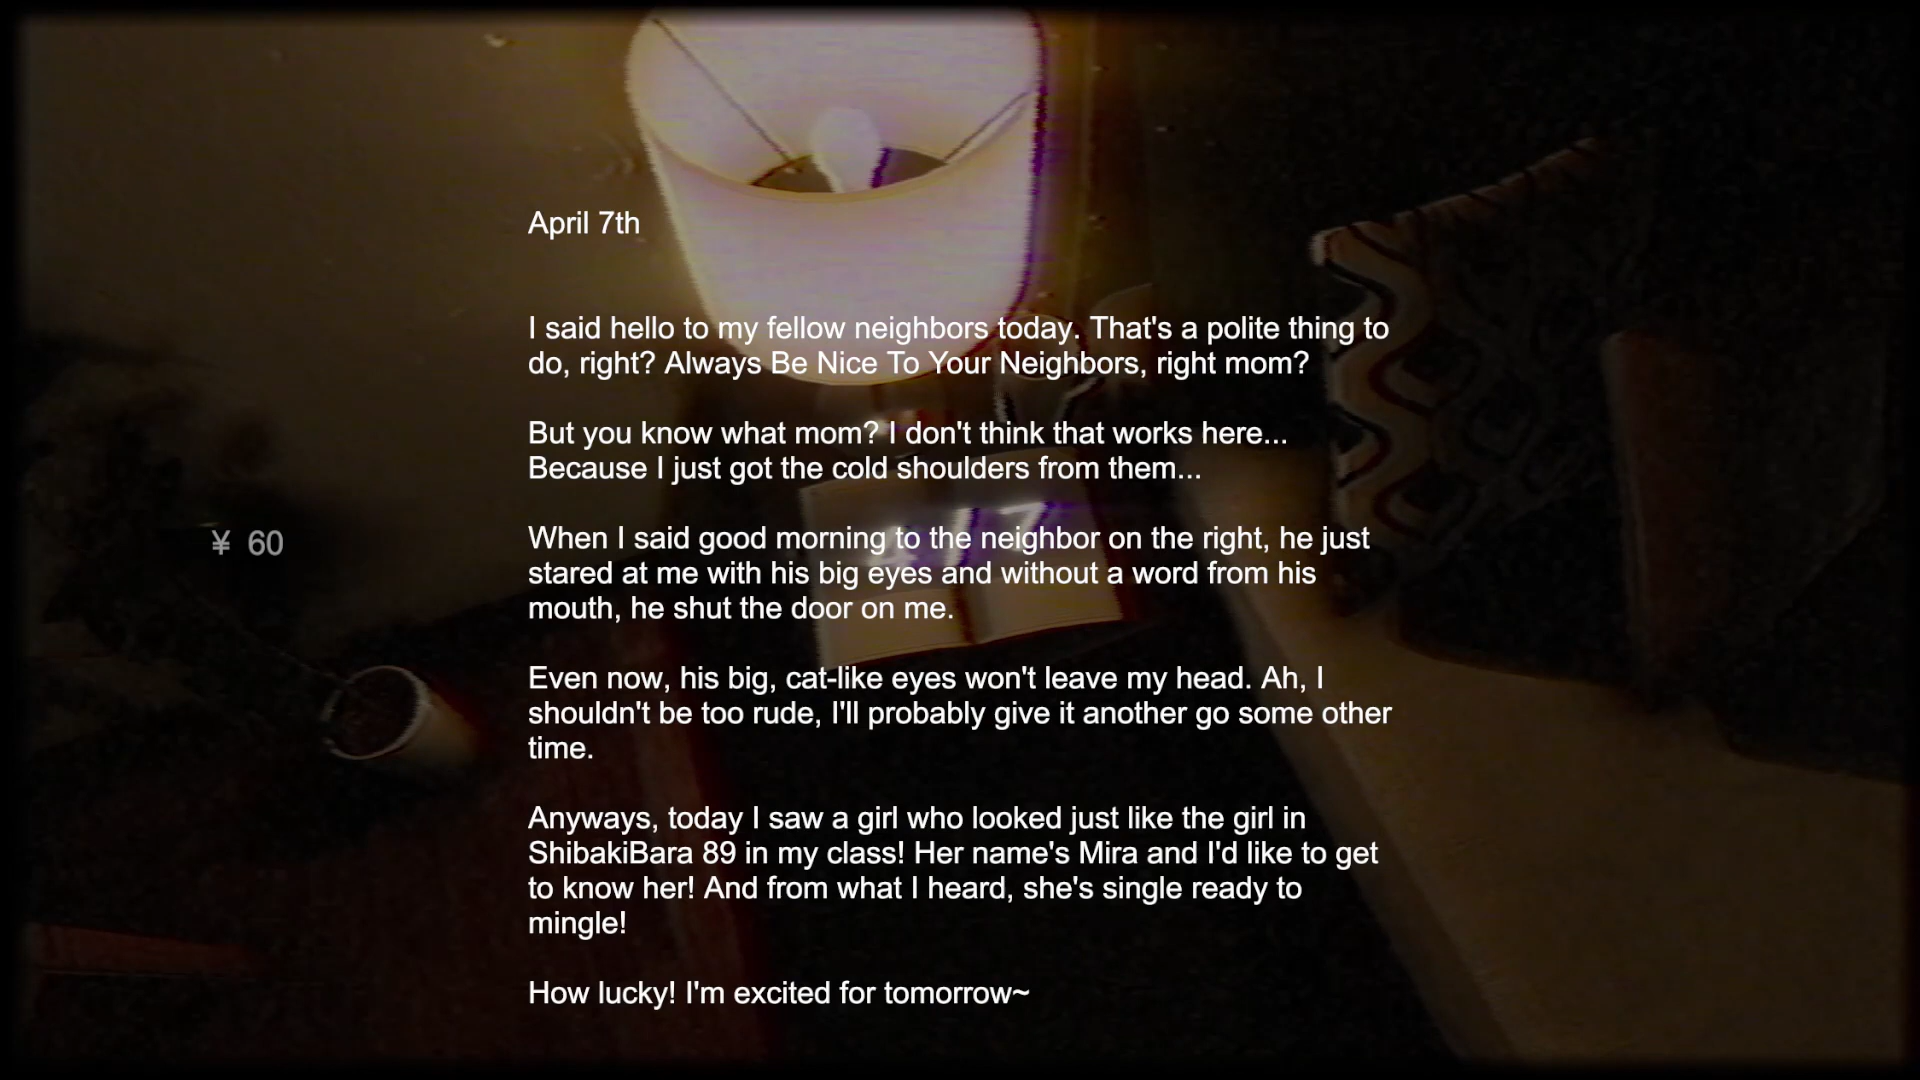 April 7th
I said hello to my fellow neighbors today. That's a polite thing to
do, right? Always Be Nice To Your Neighbors, right mom?
But you know what mom? I don't think that works here...
Because I just got the cold shoulders from them...
When I said good morning to the neighbor on the right, he just
stared at me with his big eyes and without a word from his
mouth, he shut the door on me.
Even now, his big, cat-like eyes won't leave my head. Ah, I
shouldn't be too rude, I'll probably give it another go some other
time.
Anyways, today I saw a girl who looked just like the girl in
ShibakiBara 89 in my class! Her name's Mira and I'd like to get
to know her! And from what I heard, she's single ready to
mingle!
How lucky! I'm excited for tomorrow~
¥ 60
4/7